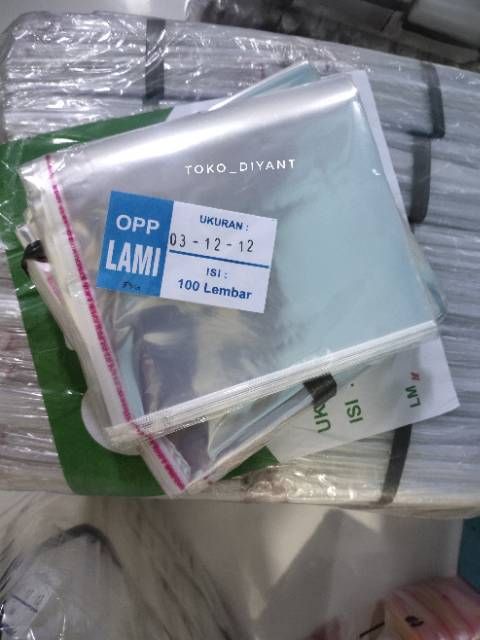 TOKO_DIYANT
OPP
LAMI
UKURAN :
03 - 12 - 12
ISI :
100 Lembar
UK
ISI :
LM